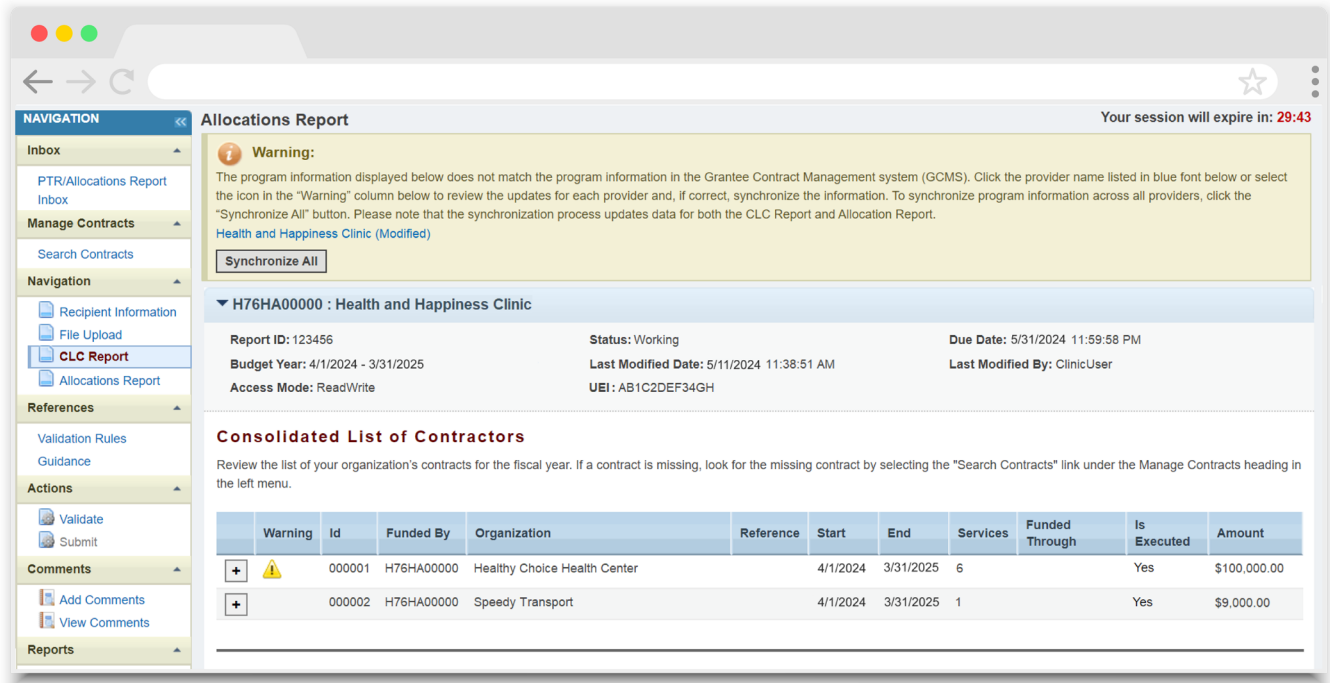 NAVIGATION
Inbox
PTR/Allocations Report
Inbox
Manage Contracts
Search Contracts
Navigation
Recipient Information
File Upload
CLC Report
Allocations Report
References
Validation Rules
Guidance
Actions
Validate
Submit
Comments
Add Comments
View Comments
Reports
Allocations Report
Your session will expire in: 29:43
Warning:
The program information displayed below does not match the program information in the Grantee Contract Management system (GCMS). Click the provider name listed in blue font below or select
the icon in the “Warning” column below to review the updates for each provider and, if correct, synchronize the information. To synchronize program information across all providers, click the
“Synchronize All” button. Please note that the synchronization process updates data for both the CLC Report and Allocation Report.
Health and Happiness Clinic (Modified)
Synchronize All
H76HA00000 : Health and Happiness Clinic
Report ID: 123456 Status: Working Due Date: 5/31/2024 11:59:58 PM
Budget Year: 4/1/2024 - 3/31/2025 Last Modified Date: 5/11/2024 11:38:51 AM Last Modified By: ClinicUser
Access Mode: ReadWrite UEI: AB1C2DEF34GH
Consolidated List of Contractors
Review the list of your organization's contracts for the fiscal year. If a contract is missing, look for the missing contract by selecting the "Search Contracts" link under the Manage Contracts heading in
the left menu.
Warning Id Funded By Organization Reference Start End Services Funded Through Is Executed Amount
000001 H76HA00000 Healthy Choice Health Center 4/1/2024 3/31/2025 6 Yes $100,000.00
000002 H76HA00000 Speedy Transport 4/1/2024 3/31/2025 1 Yes $9,000.00